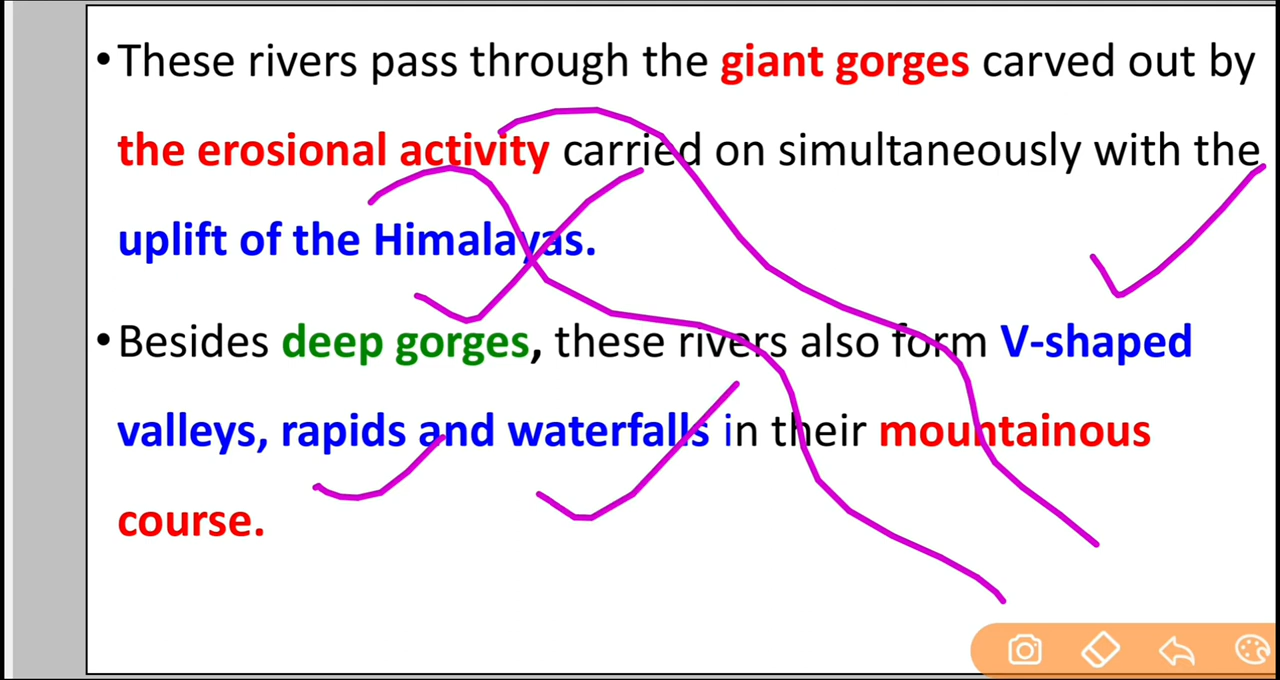 •These rivers pass through the giant gorges carved out by
the erosional activity carried on simultaneously with the
uplift of the Himalayas.
•Besides deep gorges, these rivers also form V-shaped
valleys, rapids and waterfalls in their mountainous
course.